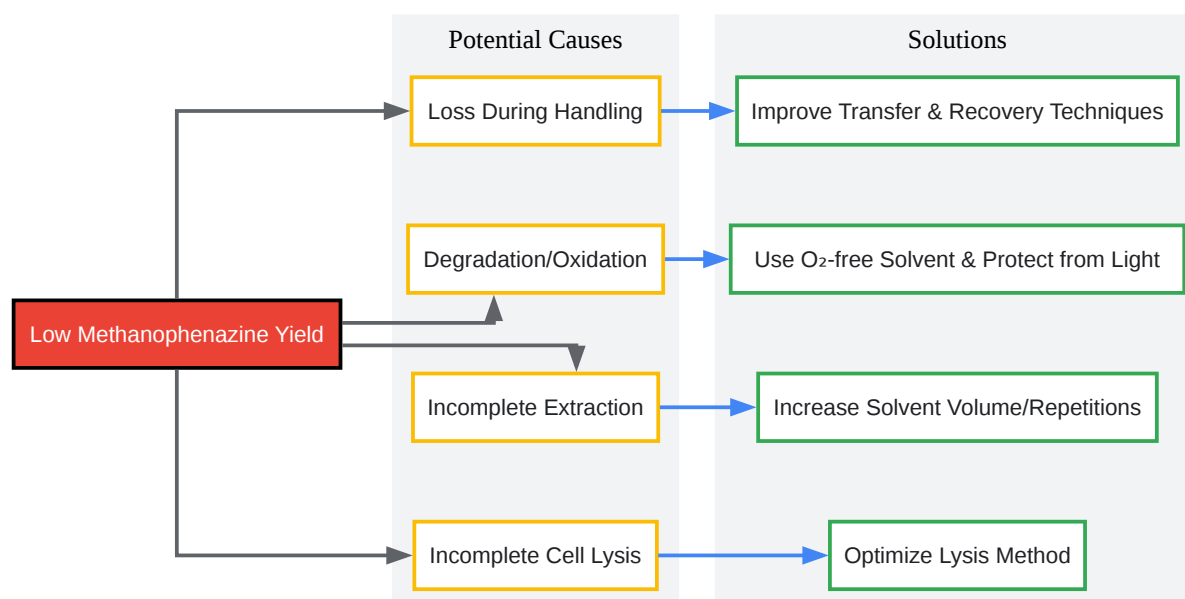 Potential Causes
Solutions
Loss During Handling
Improve Transfer & Recovery Techniques
Degradation/Oxidation
Use O₂-free Solvent & Protect from Light
Low Methanophenazine Yield
Incomplete Extraction
Increase Solvent Volume/Repetitions
Incomplete Cell Lysis
Optimize Lysis Method